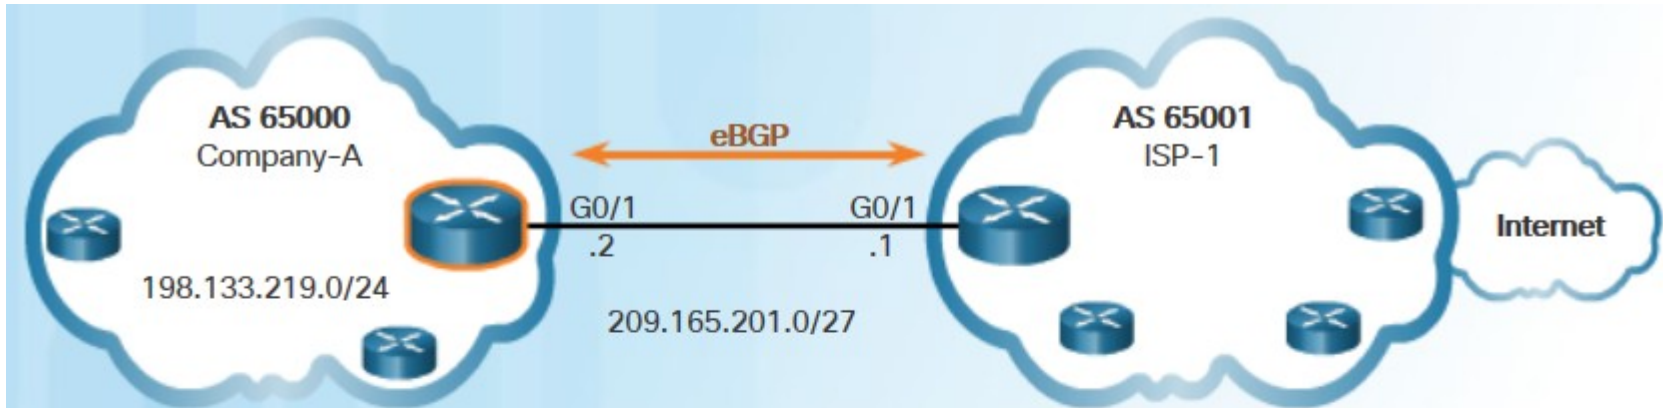 AS 65000
Company-A
198.133.219.0/24
eBGP
G0/1
.2
G0/1
.1
209.165.201.0/27
AS 65001
ISP-1
Internet